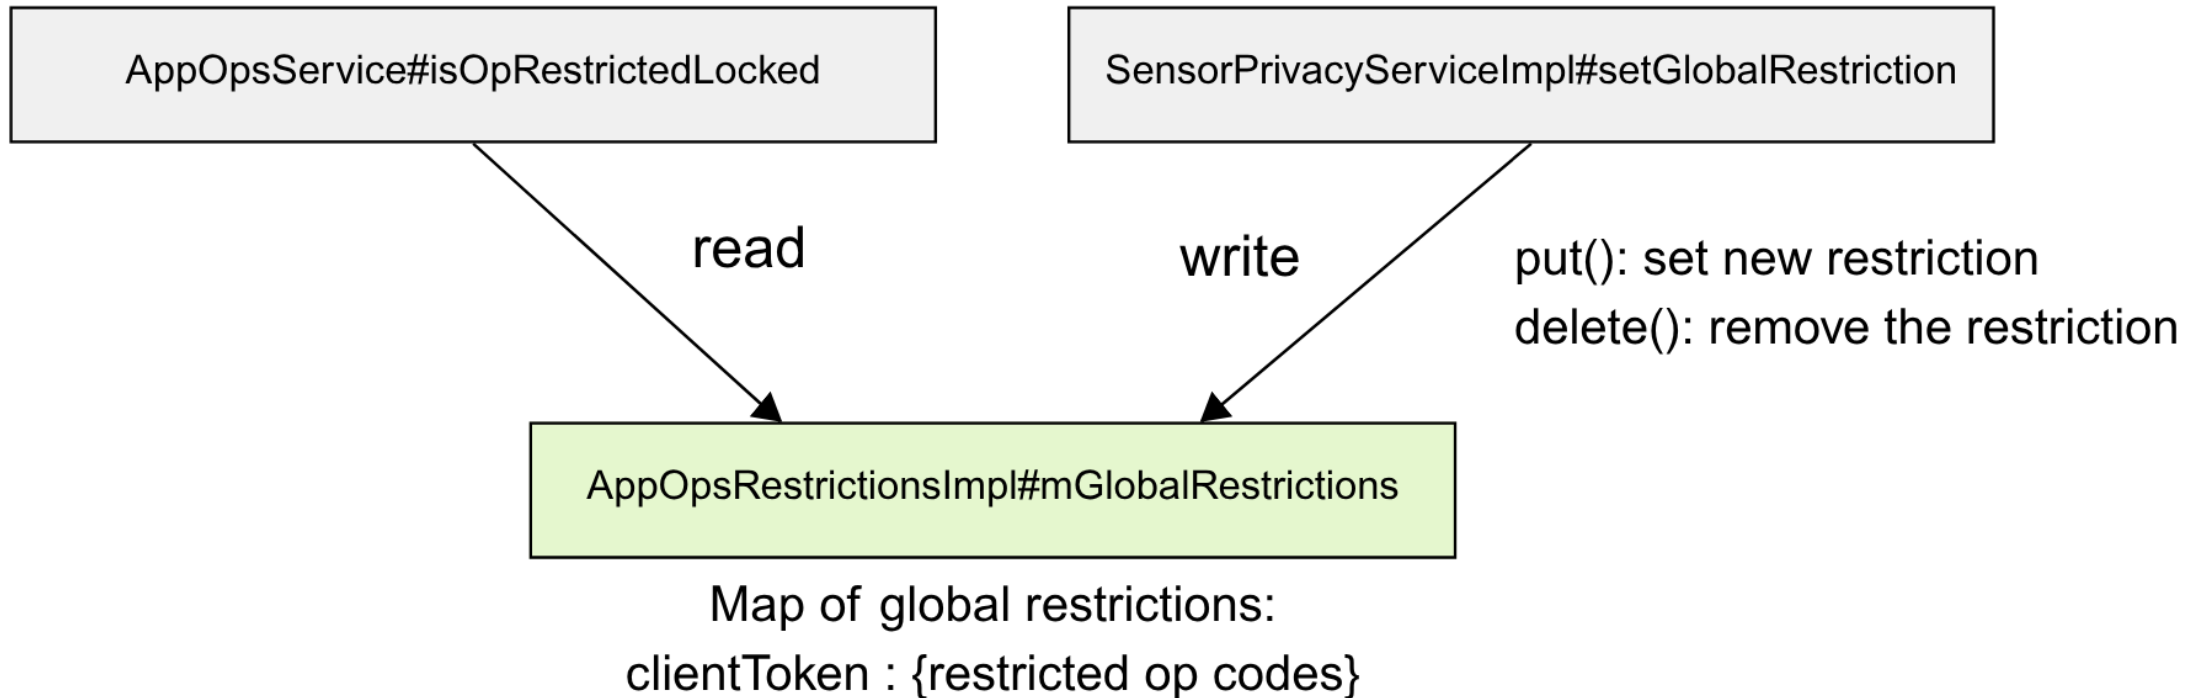 AppOpsService#isOpRestrictedLocked
SensorPrivacyServiceImpl#setGlobalRestriction
read
write
put(): set new restriction
delete(): remove the restriction
AppOpsRestrictionsImpl#mGlobalRestrictions
Map of global restrictions:
clientToken : {restricted op codes}